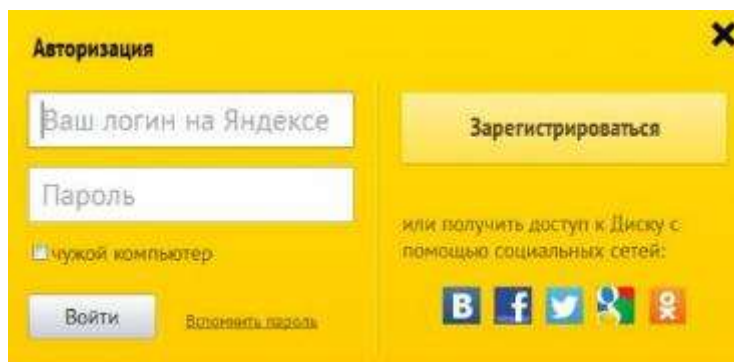 Авторизация
Ваш логин на Яндексе
Пароль
чужой компьютер
Войти
Вспомнить пароль
Зарегистрироваться
или получить доступ к Диску с
помощью социальных сетей: